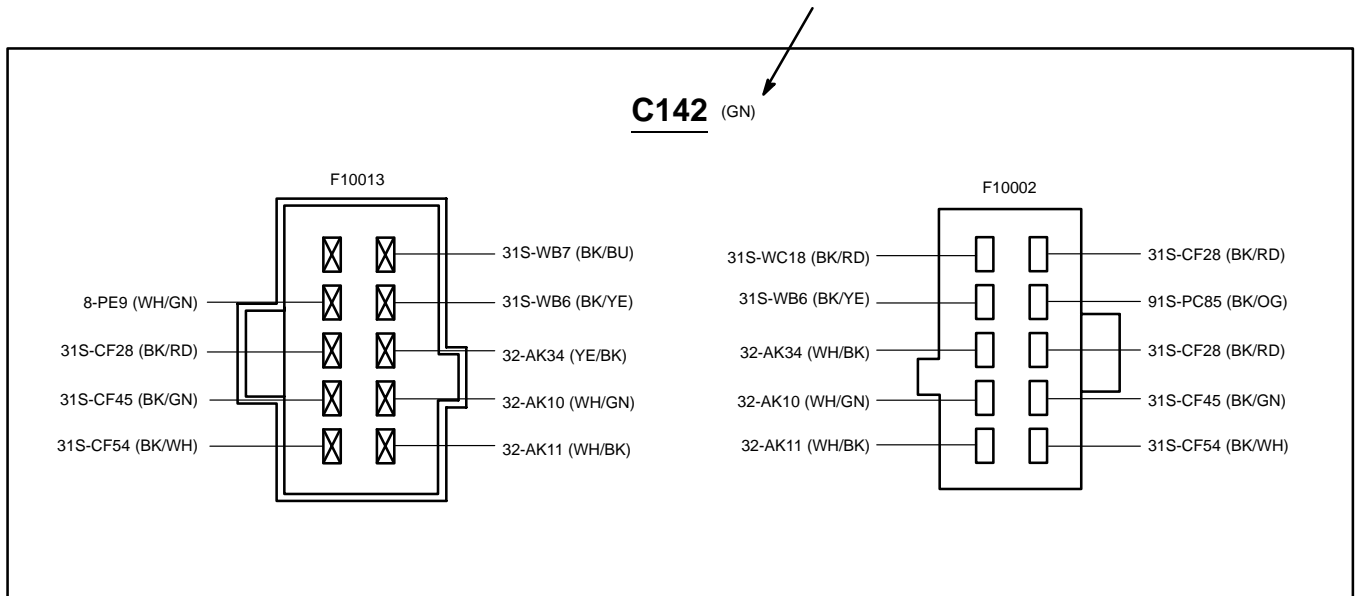 C142 (GN)
F10013
31S-WB7 (BK/BU)
8-PE9 (WH/GN)
31S-WB6 (BK/YE)
31S-CF28 (BK/RD)
32-AK34 (YE/BK)
31S-CF45 (BK/GN)
32-AK10 (WH/GN)
31S-CF54 (BK/WH)
32-AK11 (WH/BK)
F10002
31S-WC18 (BK/RD)
31S-CF28 (BK/RD)
31S-WB6 (BK/YE)
91S-PC85 (BK/OG)
32-AK34 (WH/BK)
31S-CF28 (BK/RD)
32-AK10 (WH/GN)
31S-CF45 (BK/GN)
32-AK11 (WH/BK)
31S-CF54 (BK/WH)